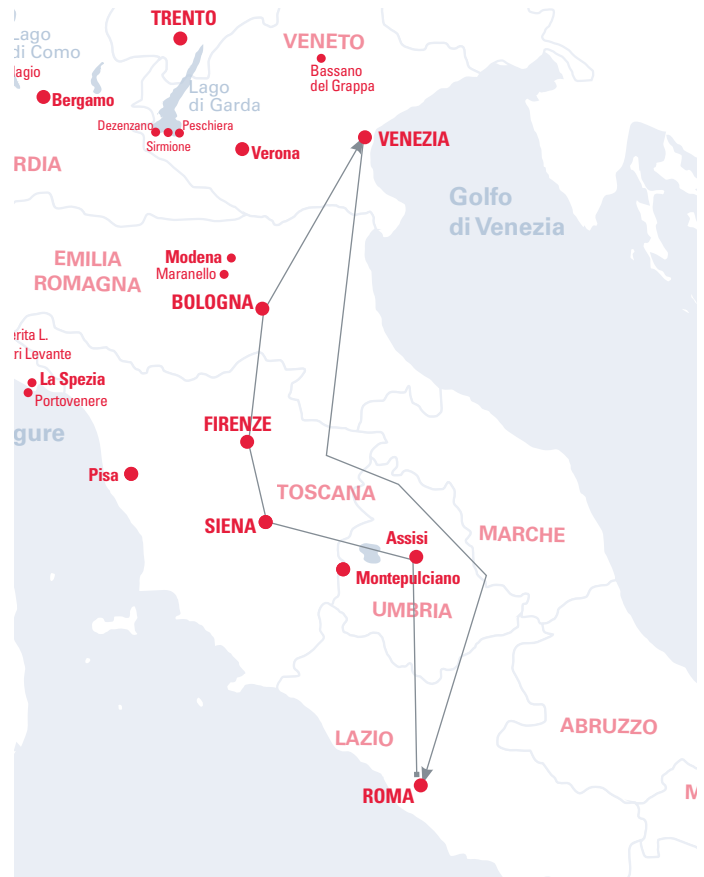 TRENTO
Lago
di Como
VENETO
lagio
Bassano
del Grappa
Bergamo
Lago
di Garda
Dezenzano
Peschiera
Sirmione
Verona
VENEZIA
RDIA
Golfo
di Venezia
EMILIA
ROMAGNA
Modena
Maranello
BOLOGNA
erita L.
ri Levante
La Spezia
Portovenere
gure
FIRENZE
Pisa
TOSCANA
SIENA
Assisi
MARCHE
Montepulciano
UMBRIA
LAZIO
ABRUZZO
ROMA
M